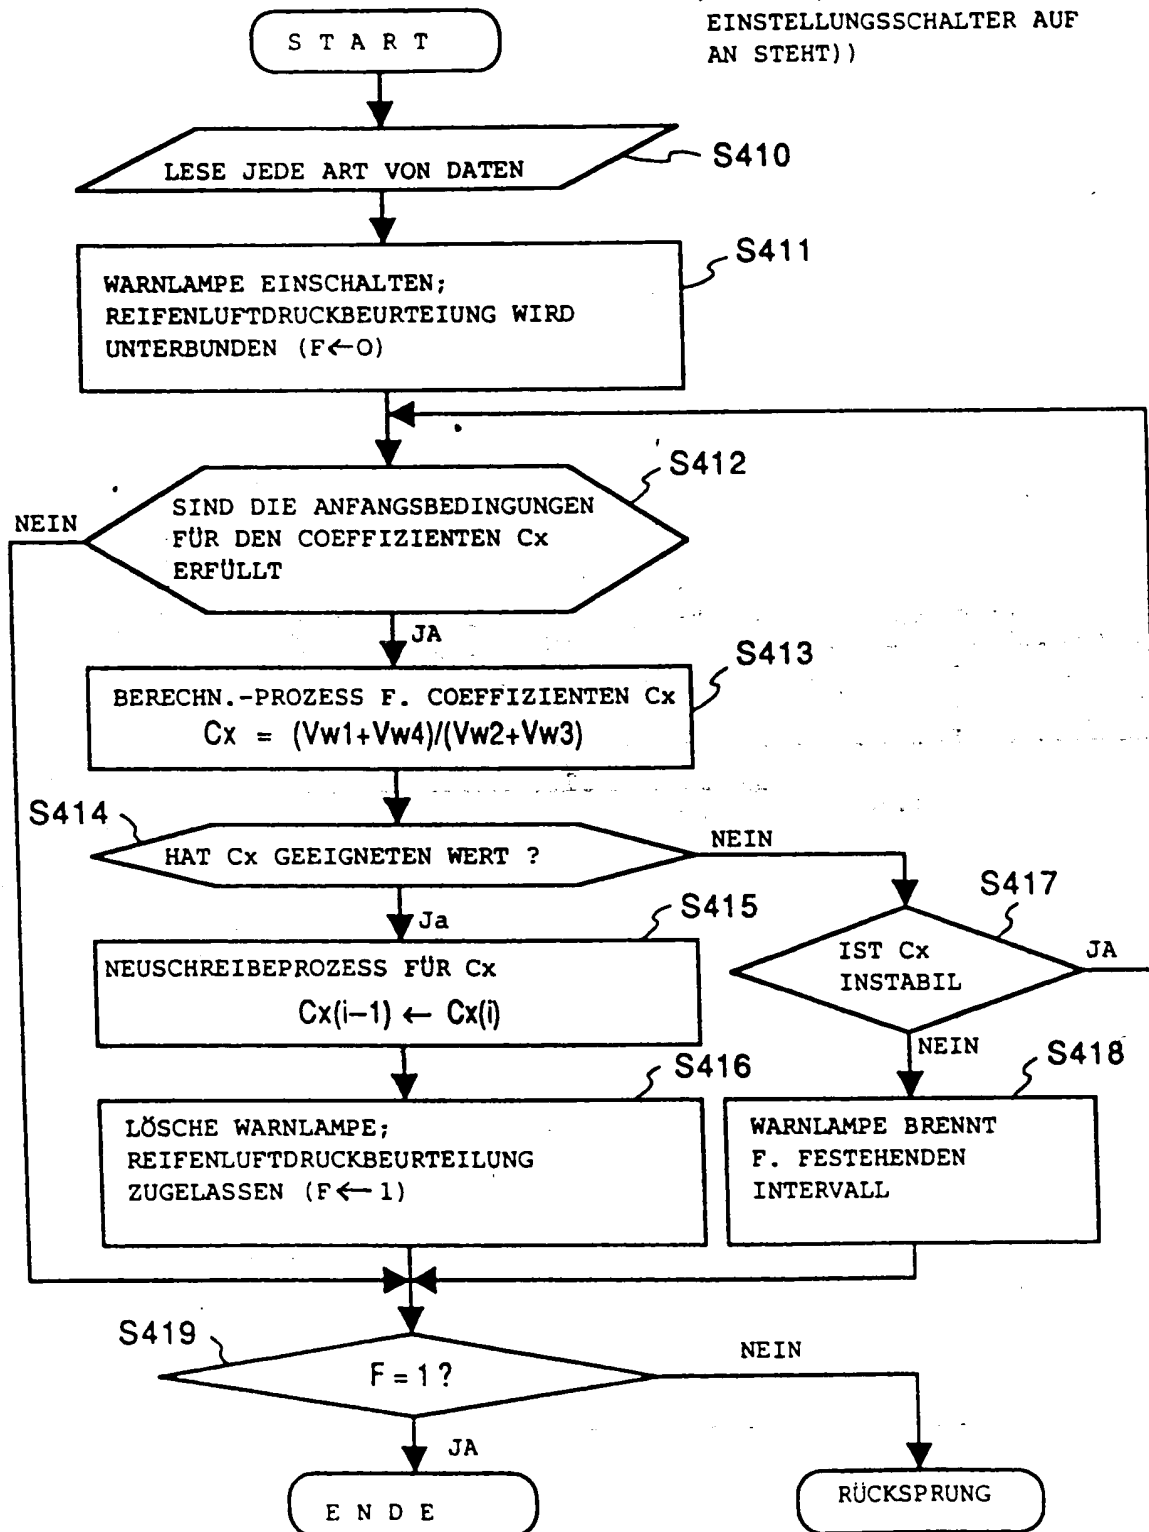 EINSTELLUNGSSCHALTER AUF
AN STEHT))
START
LESE JEDE ART VON DATEN
S410
S411
WARNLAMPE EINSCHALTEN;
REIFENLUFTDRUCKBEURTEIUNG WIRD
UNTERBUNDEN (F←0)
S412
SIND DIE ANFANGSBEDINGUNGEN
FÜR DEN COEFFIZIENTEN Cx
ERFÜLLT
NEIN
JA
S413
BERECHN.-PROZESS F. COEFFIZIENTEN Cx
Cx = (Vw1+Vw4)/(Vw2+Vw3)
S414
HAT Cx GEEIGNETEN WERT ?
NEIN
Ja
S415
NEUSCHREIBEPROZESS FÜR Cx
Cx(i-1) ← Cx(i)
S417
IST Cx
INSTABIL
JA
NEIN
S416
LÖSCHE WARNLAMPE;
REIFENLUFTDRUCKBEURTEILUNG
ZUGELASSEN (F←1)
S418
WARNLAMPE BRENNT
F. FESTEHENDEN
INTERVALL
S419
F = 1 ?
NEIN
JA
ENDE
RÜCKSPRUNG